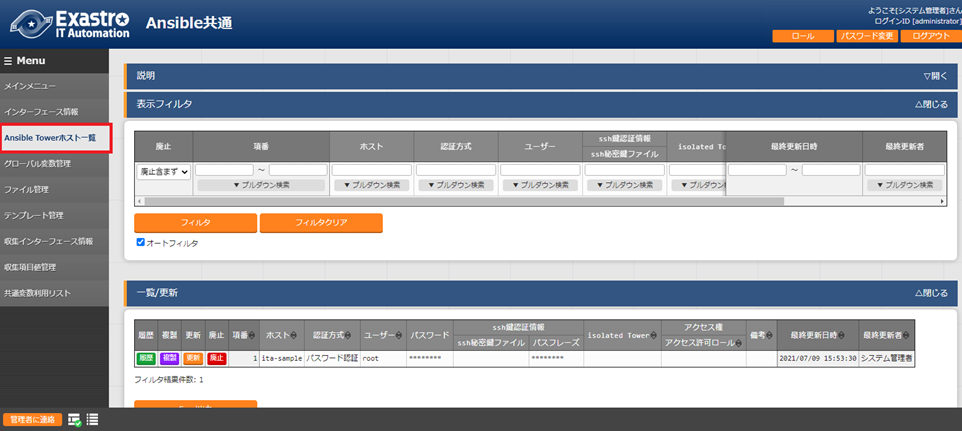 Exastro
IT Automation
Ansible共通
ようこそ[システム管理者]さん
ログインID [administrator]
ロール パスワード変更 ログアウト
Menu
メインメニュー
インターフェース情報
Ansible Towerホスト一覧
グローバル変数管理
ファイル管理
テンプレート管理
収集インターフェース情報
収集項目値管理
共通変数利用リスト
説明 ▽開く
表示フィルタ △閉じる
廃止 項番 ホスト 認証方式 ユーザー ssh鍵認証情報 isolated To 最終更新日時 最終更新者
ssh秘密鍵ファイル
廃止含まず ～ ～
▼ プルダウン検索 ▼ プルダウン検索 ▼ プルダウン検索 ▼ プルダウン検索 ▼ プルダウン検索 ▼ プルダウン ▼ プルダウン検索
フィルタ フィルタクリア
オートフィルタ
一覧/更新 △閉じる
履歴 複製 更新 廃止 項番 ホスト 認証方式 ユーザー パスワード ssh鍵認証情報 isolated Tower アクセス権 備考 最終更新日時 最終更新者
ssh秘密鍵ファイル パスフレーズ アクセス許可ロール
履歴 複製 更新 廃止 1 ita-sample パスワード認証 root ******** ******** 2021/07/09 15:53:30 システム管理者
フィルタ結果件数: 1
管理者に連絡